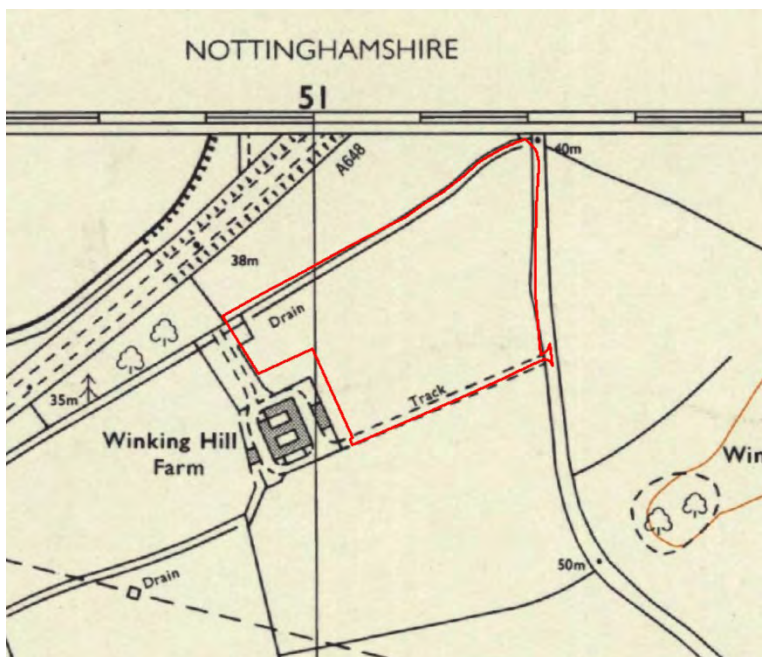 NOTTINGHAMSHIRE
51
A648
40m
38m
Drain
35m
Track
Winking Hill
Farm
Win
50m
Drain